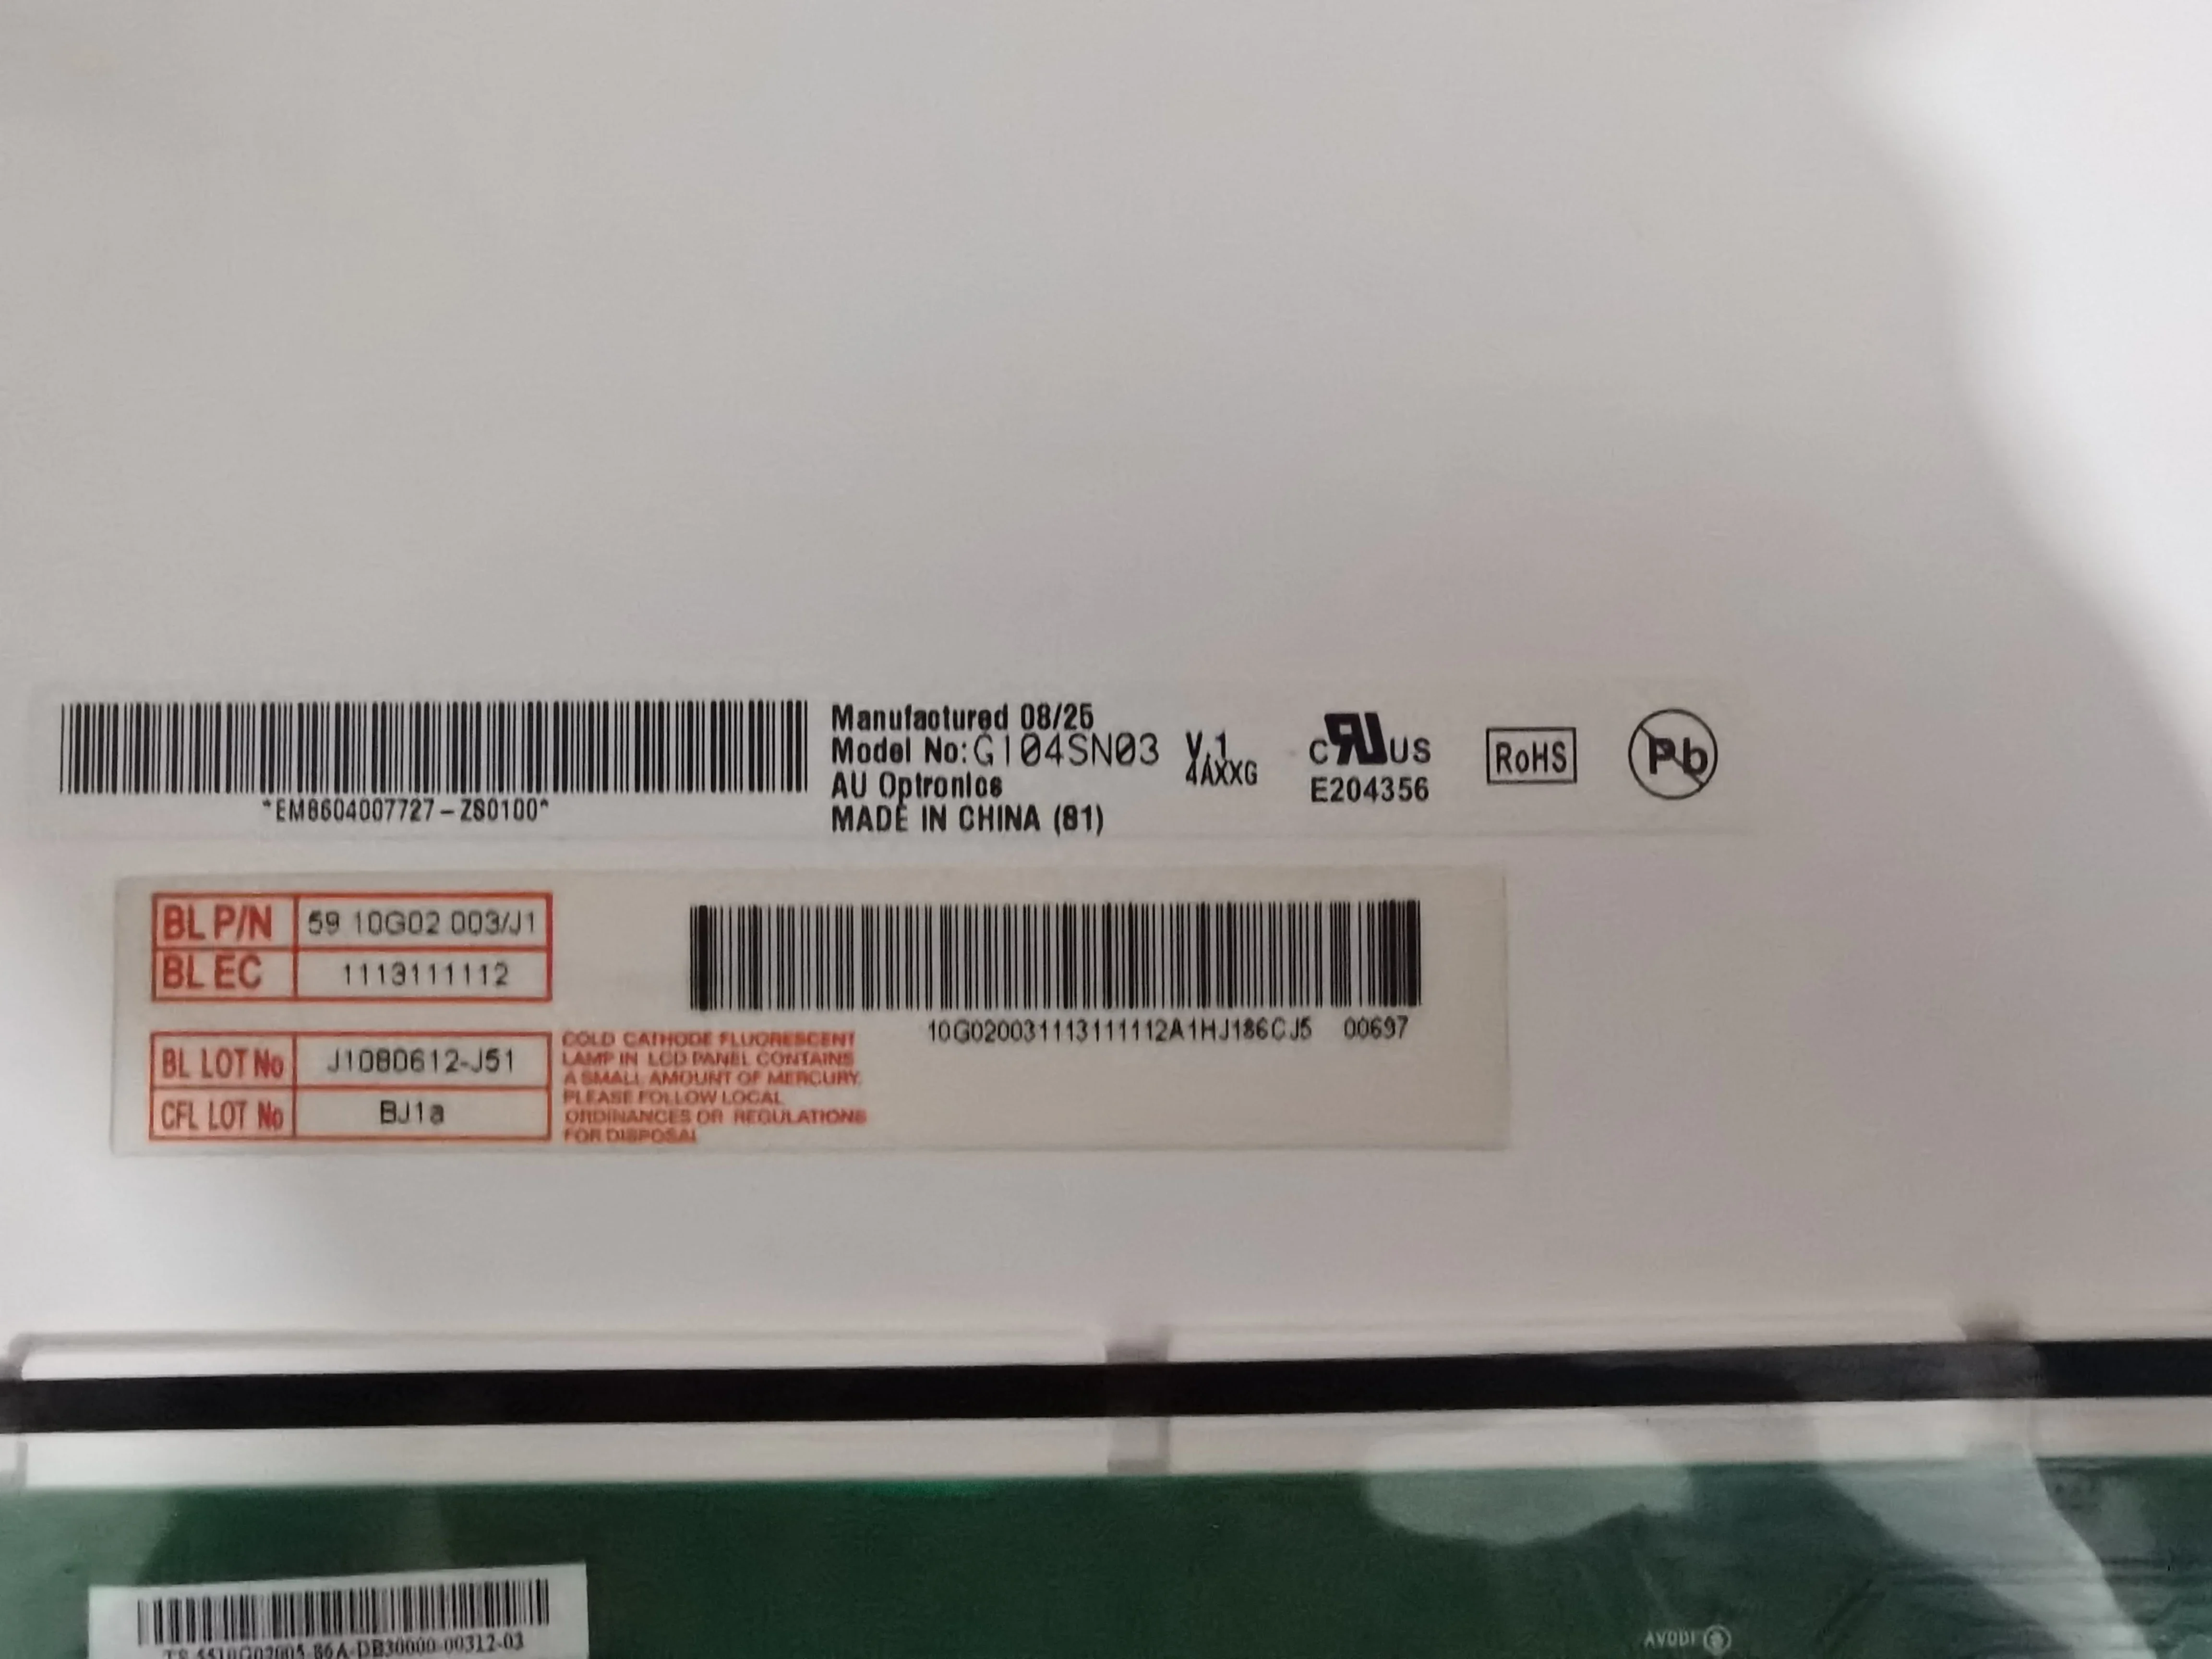 Manufactured 08/25
Model No: G104SN03 V.1
4AXXG
AU Optronics
MADE IN CHINA (81)
*EM8604007727-ZS0100*
cRUus
E204356
RoHS
Pb
BL P/N 59 10G02 003/J1
BL EC 1113111112
BL LOT No J1080612-J51
CFL LOT No BJ1a
COLD CATHODE FLUORESCENT
LAMP IN LCD PANEL CONTAINS
A SMALL AMOUNT OF MERCURY.
PLEASE FOLLOW LOCAL
ORDINANCES OR REGULATIONS
FOR DISPOSAL
10G020031113111112A1HJ186CJ5 00697